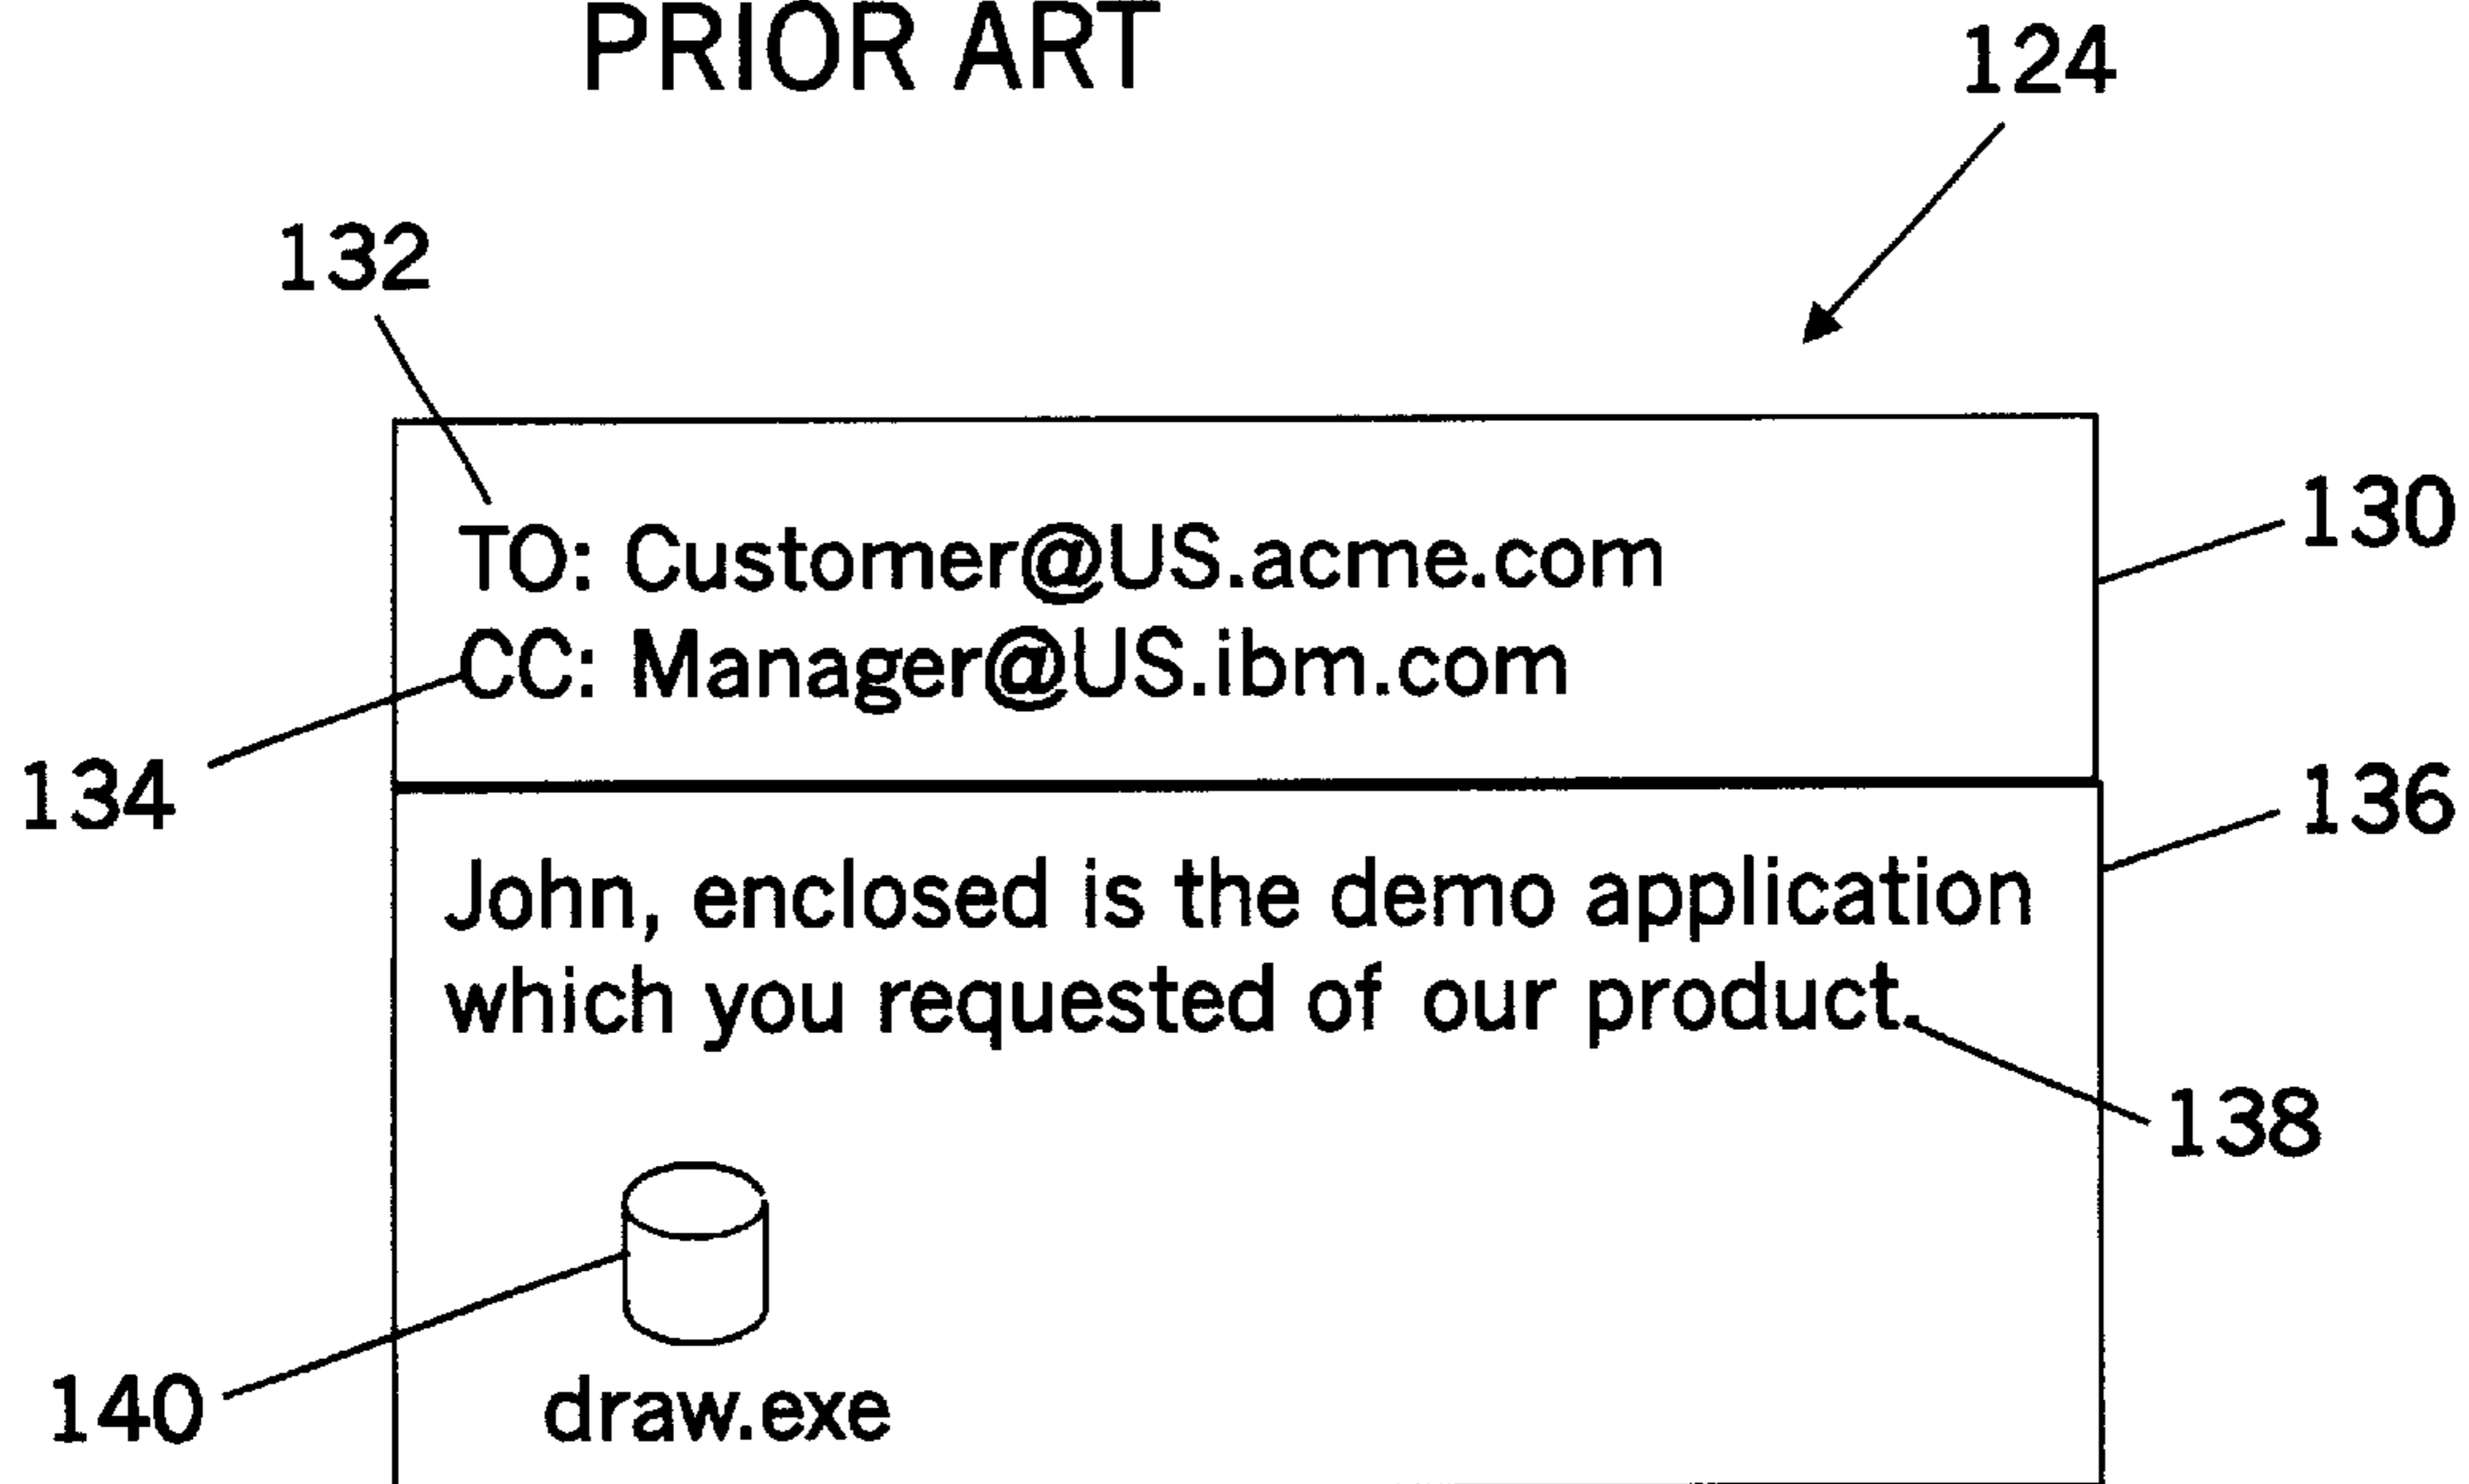 PRIOR ART
124
132
130
TO: Customer@US.acme.com
CC: Manager@US.ibm.com
134
136
John, enclosed is the demo application
which you requested of our product.
138
140
draw.exe